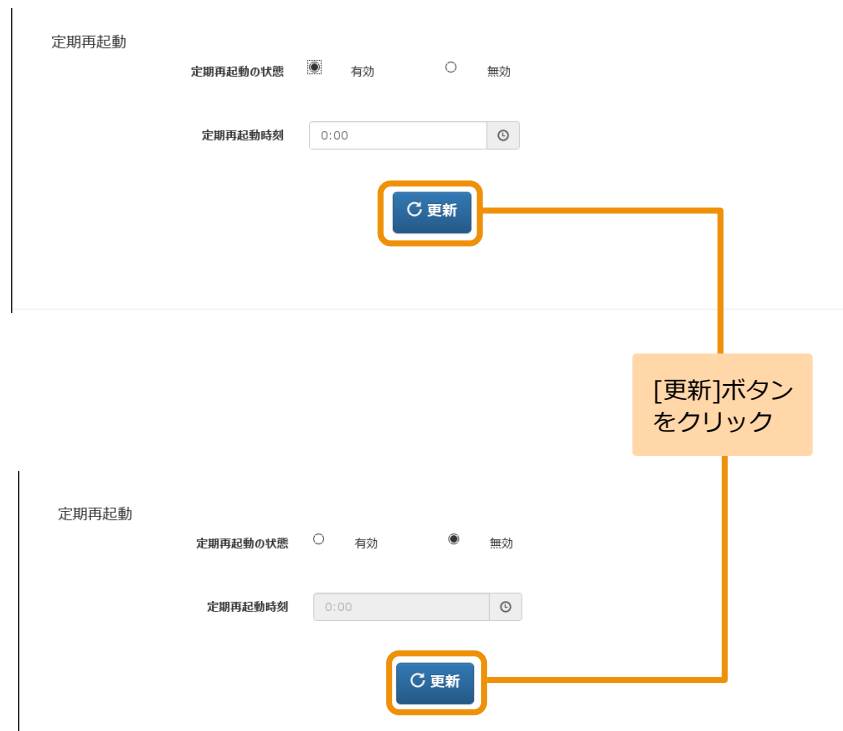 定期再起動
定期再起動の状態 有効 無効
定期再起動時刻 0:00
更新
[更新]ボタン
をクリック
定期再起動
定期再起動の状態 有効 無効
定期再起動時刻 0:00
更新